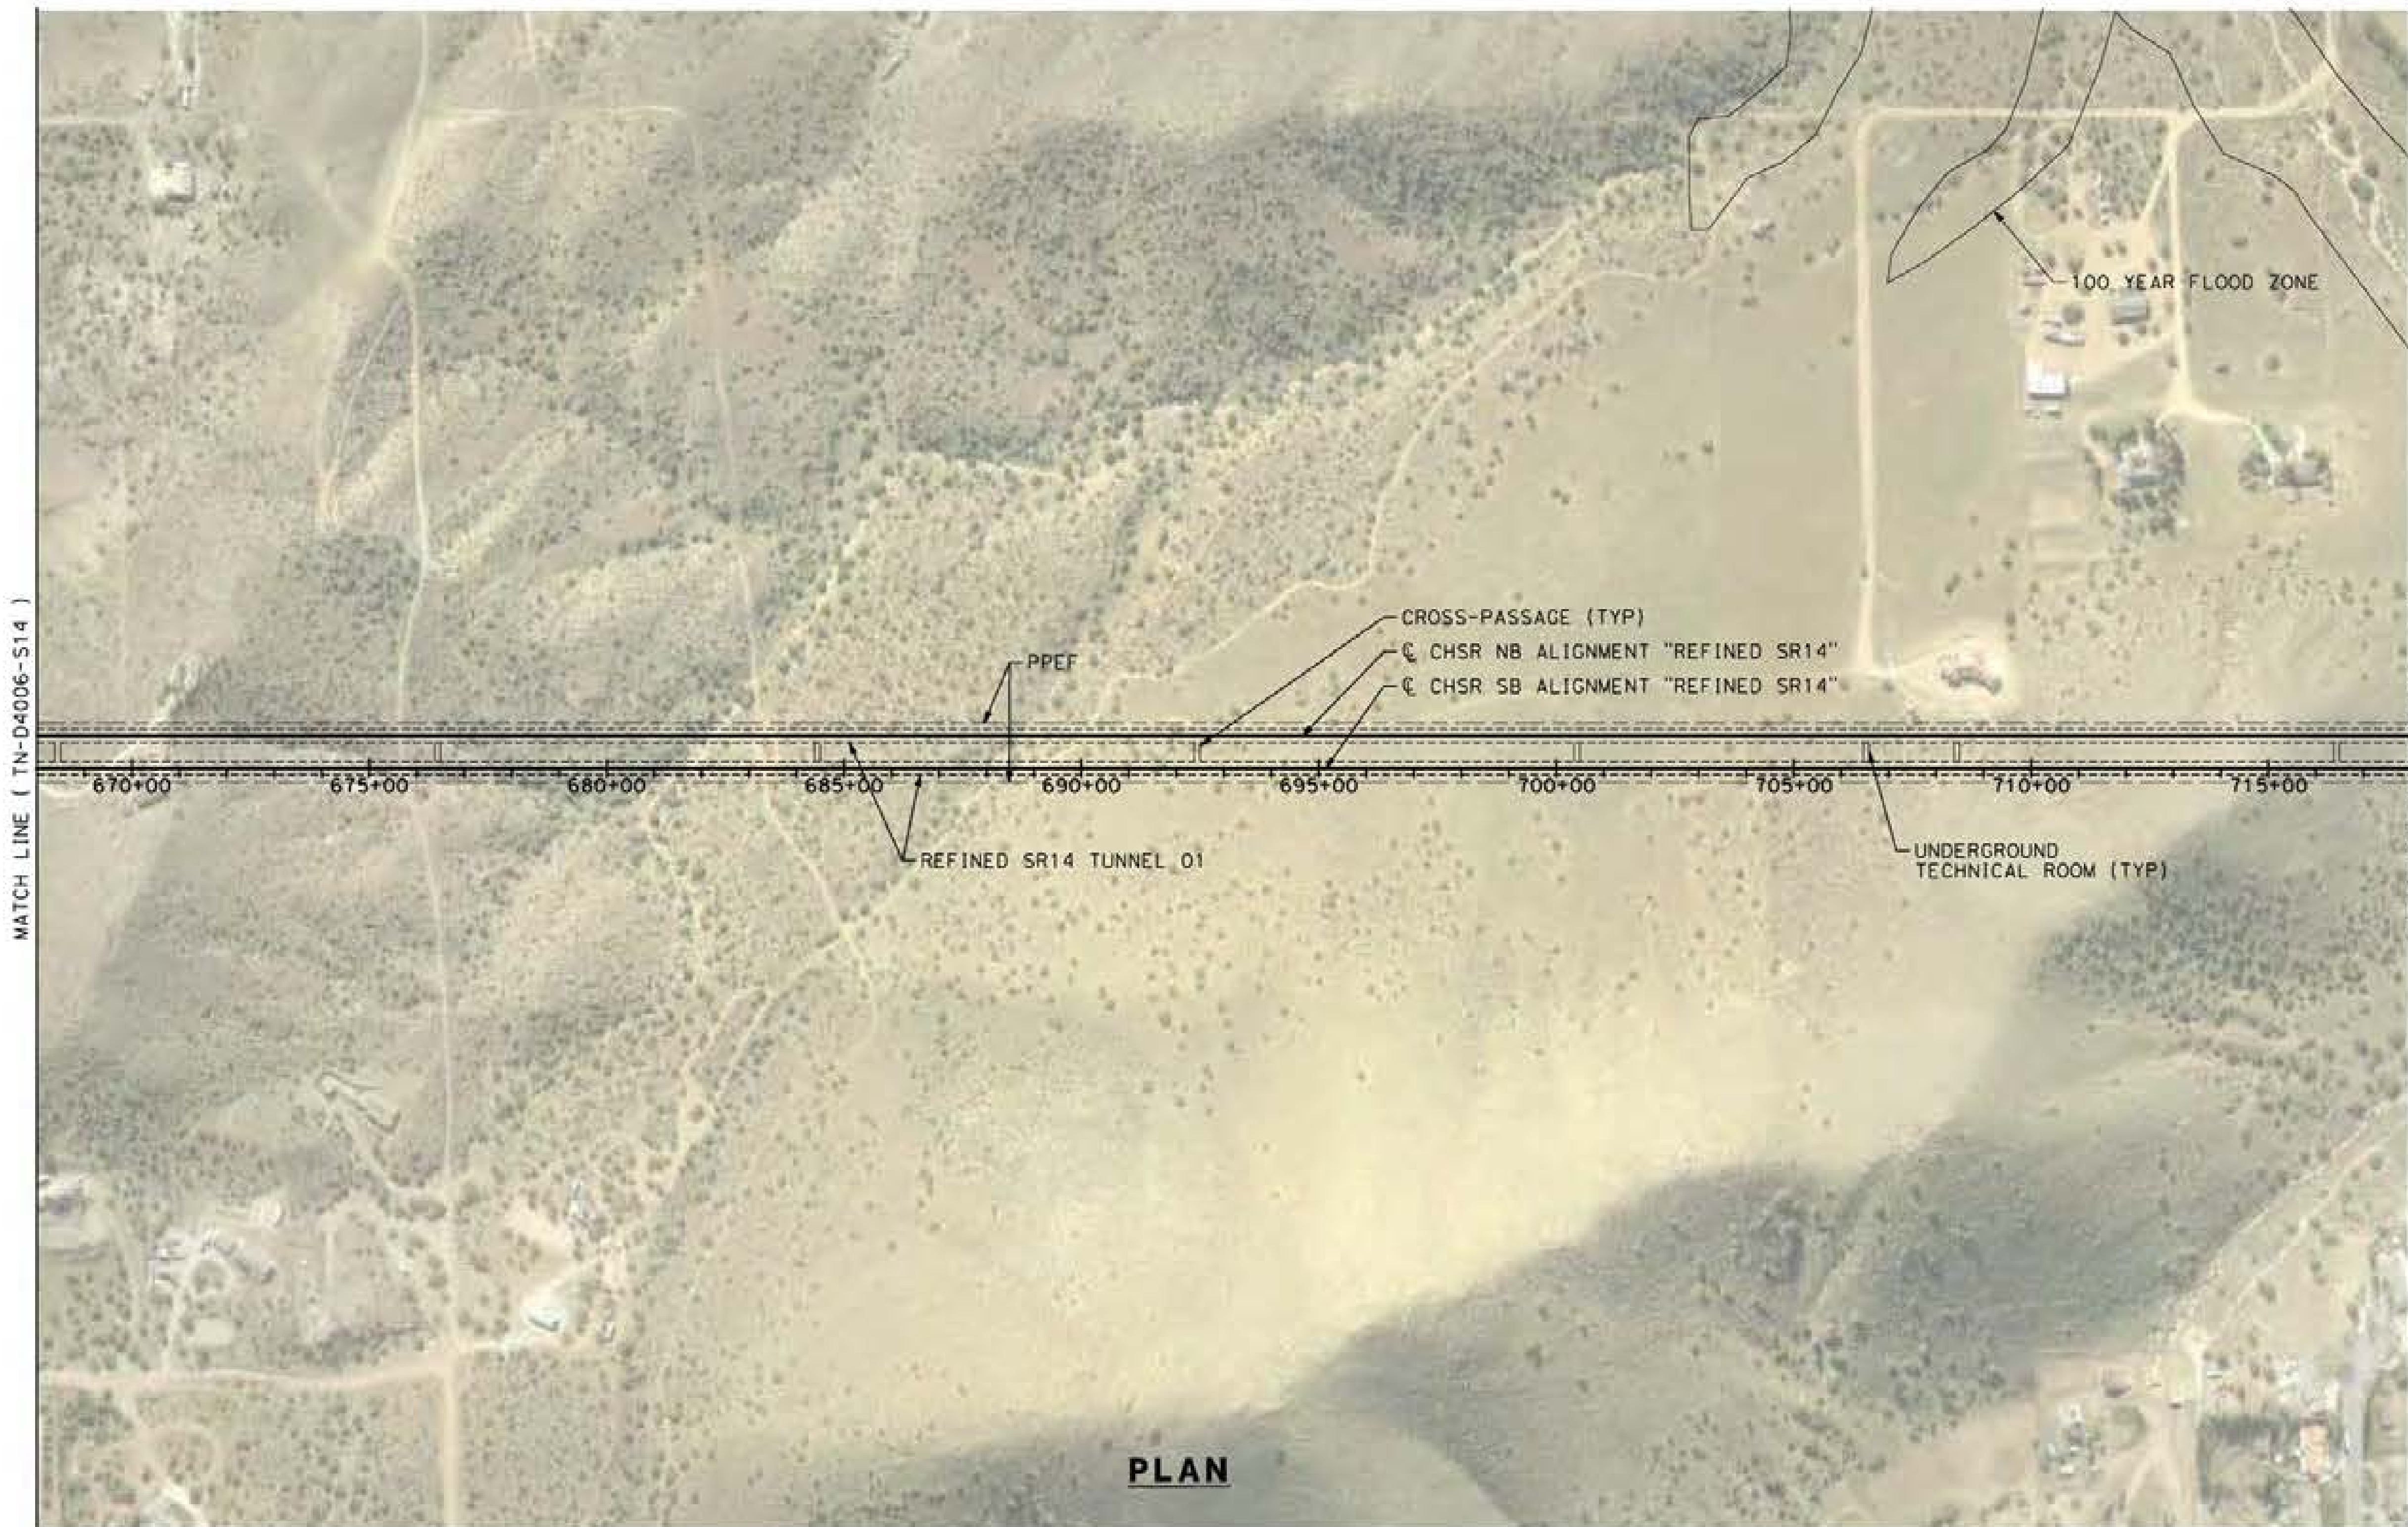 100 YEAR FLOOD ZONE
MATCH LINE ( TN-D4006-S14 )
CROSS-PASSAGE (TYP)
℄ CHSR NB ALIGNMENT "REFINED SR14"
℄ CHSR SB ALIGNMENT "REFINED SR14"
PPEF
670+00 675+00 680+00 685+00 690+00 695+00 700+00 705+00 710+00 715+00
REFINED SR14 TUNNEL 01
UNDERGROUND
TECHNICAL ROOM (TYP)
PLAN